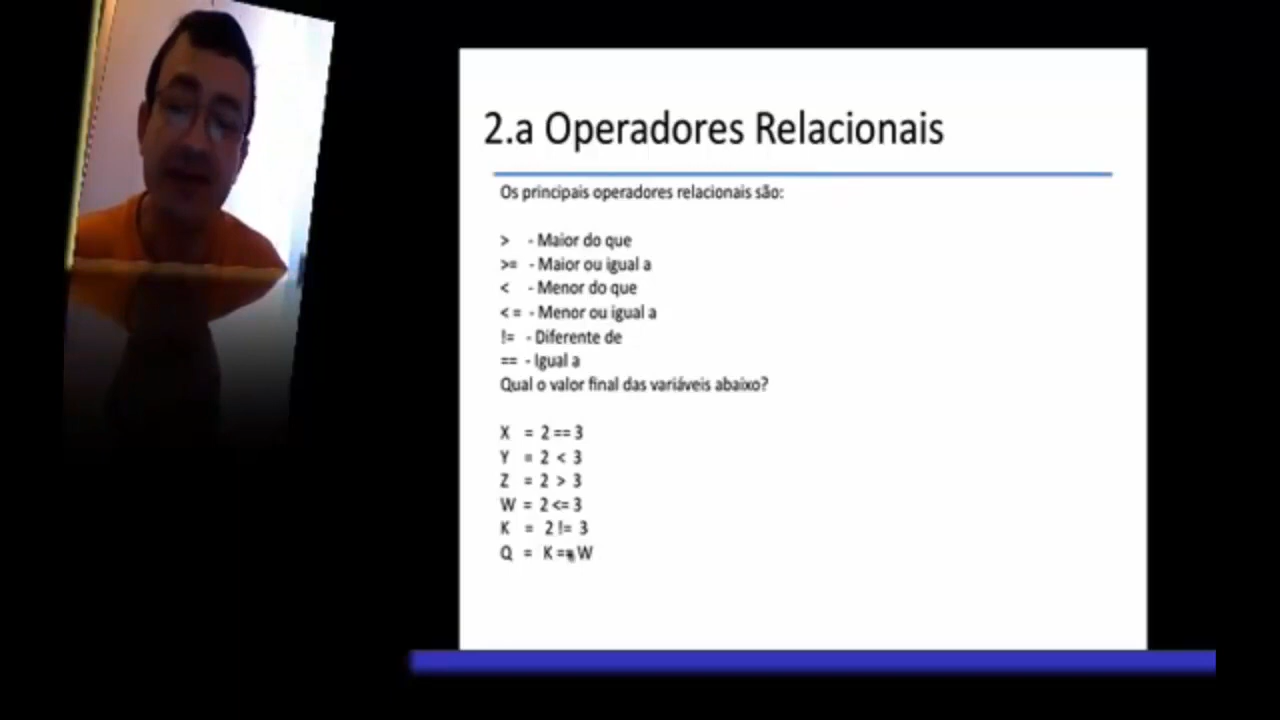 2.a Operadores Relacionais
Os principais operadores relacionais são:
> - Maior do que
>= - Maior ou igual a
< - Menor do que
< = - Menor ou igual a
!= - Diferente de
== - Igual a
Qual o valor final das variáveis abaixo?
X = 2 == 3
Y = 2 < 3
Z = 2 > 3
W = 2 <= 3
K = 2 != 3
Q = K == W